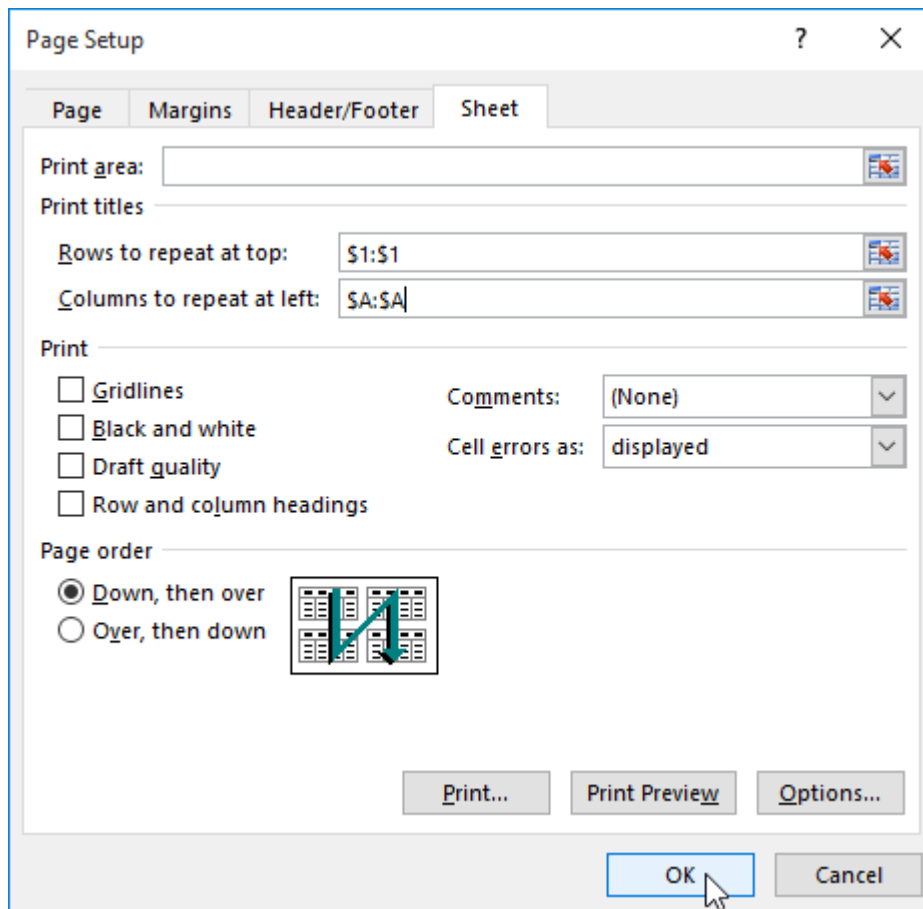 Page Setup ?
Page Margins Header/Footer Sheet
Print area:
Print titles
Rows to repeat at top: $1:$1
Columns to repeat at left: $A:$A
Print
Gridlines Comments: (None)
Black and white Cell errors as: displayed
Draft quality
Row and column headings
Page order
Down, then over
Over, then down
Print... Print Preview Options...
OK Cancel